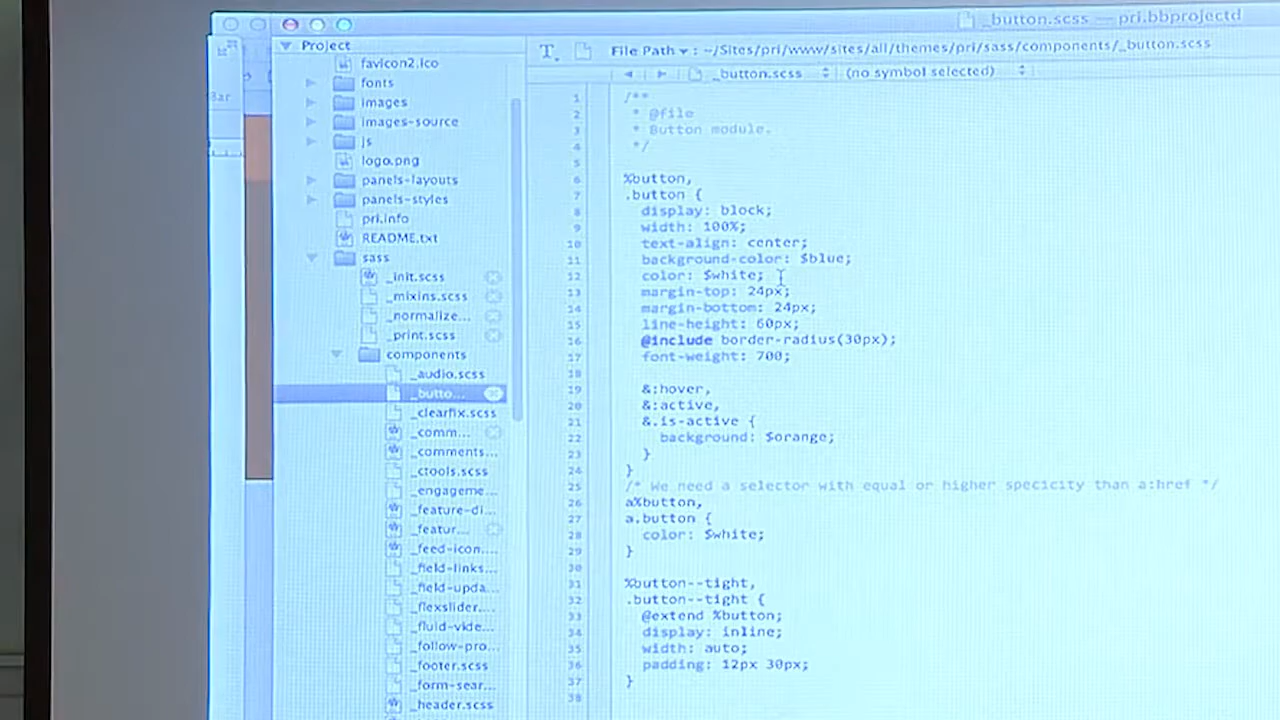 _button.scss — pri.bbprojectd
Project
File Path ▾ : ~/Sites/pri/www/sites/all/themes/pri/sass/components/_button.scss
_button.scss
(no symbol selected)
favicon2.ico
fonts
images
images-source
js
logo.png
panels-layouts
panels-styles
pri.info
README.txt
sass
_init.scss
_mixins.scss
_normalize...
_print.scss
components
_audio.scss
_butto...
_clearfix.scss
_comm...
_comments...
_ctools.scss
_engageme...
_feature-di...
_featur...
_feed-icon....
_field-links...
_field-upda...
_flexslider....
_fluid-vide...
_follow-pro...
_footer.scss
_form-sear...
_header.scss
1 /**
2 * @file
3 * Button module.
4 */
5
6 %button,
7 .button {
8 display: block;
9 width: 100%;
10 text-align: center;
11 background-color: $blue;
12 color: $white;
13 margin-top: 24px;
14 margin-bottom: 24px;
15 line-height: 60px;
16 @include border-radius(30px);
17 font-weight: 700;
18
19 &:hover,
20 &:active,
21 &.is-active {
22 background: $orange;
23 }
24 }
25 /* We need a selector with equal or higher specicity than a:href */
26 a%button,
27 a.button {
28 color: $white;
29 }
30
31 %button--tight,
32 .button--tight {
33 @extend %button;
34 display: inline;
35 width: auto;
36 padding: 12px 30px;
37 }
38